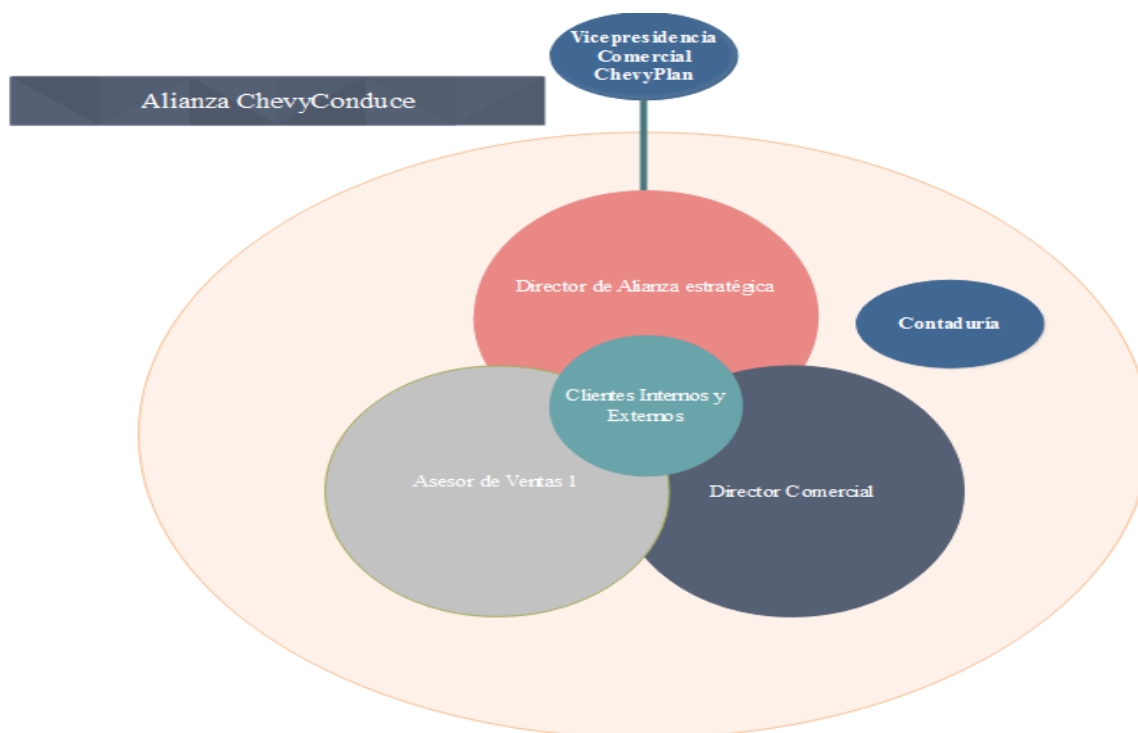 Vicepresidencia
Comercial
ChevyPlan
Alianza ChevyConduce
Director de Alianza estratégica
Contaduría
Clientes Internos y
Externos
Asesor de Ventas 1
Director Comercial